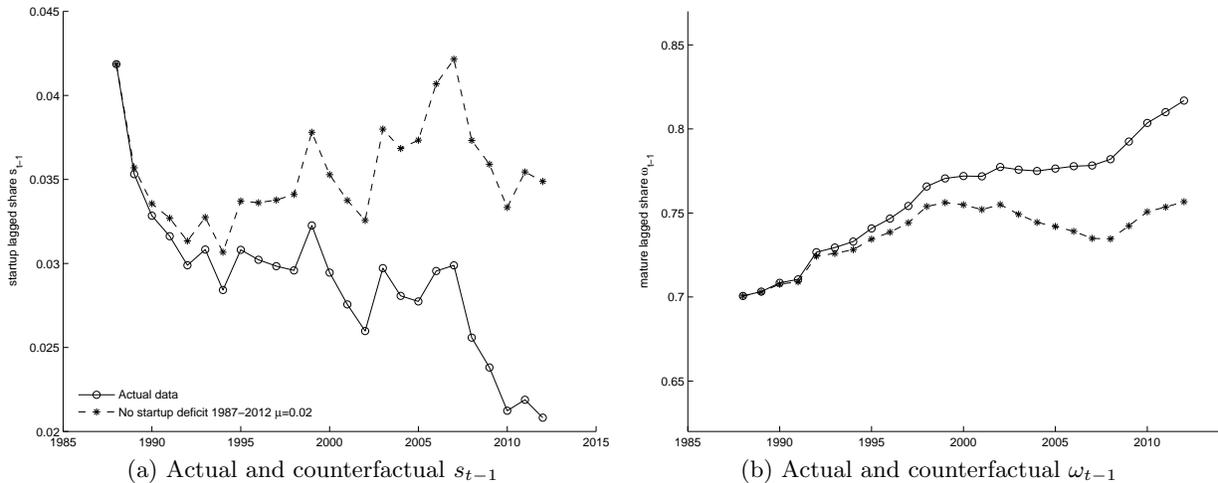 0.045
0.04
0.035
0.03
0.025
0.02
startup lagged share s_{t−1}
Actual data
No startup deficit 1987−2012 μ=0.02
1985 1990 1995 2000 2005 2010 2015
(a) Actual and counterfactual s_{t−1}
0.85
0.8
0.75
0.7
0.65
mature lagged share ω_{t−1}
1985 1990 1995 2000 2005 2010
(b) Actual and counterfactual ω_{t−1}